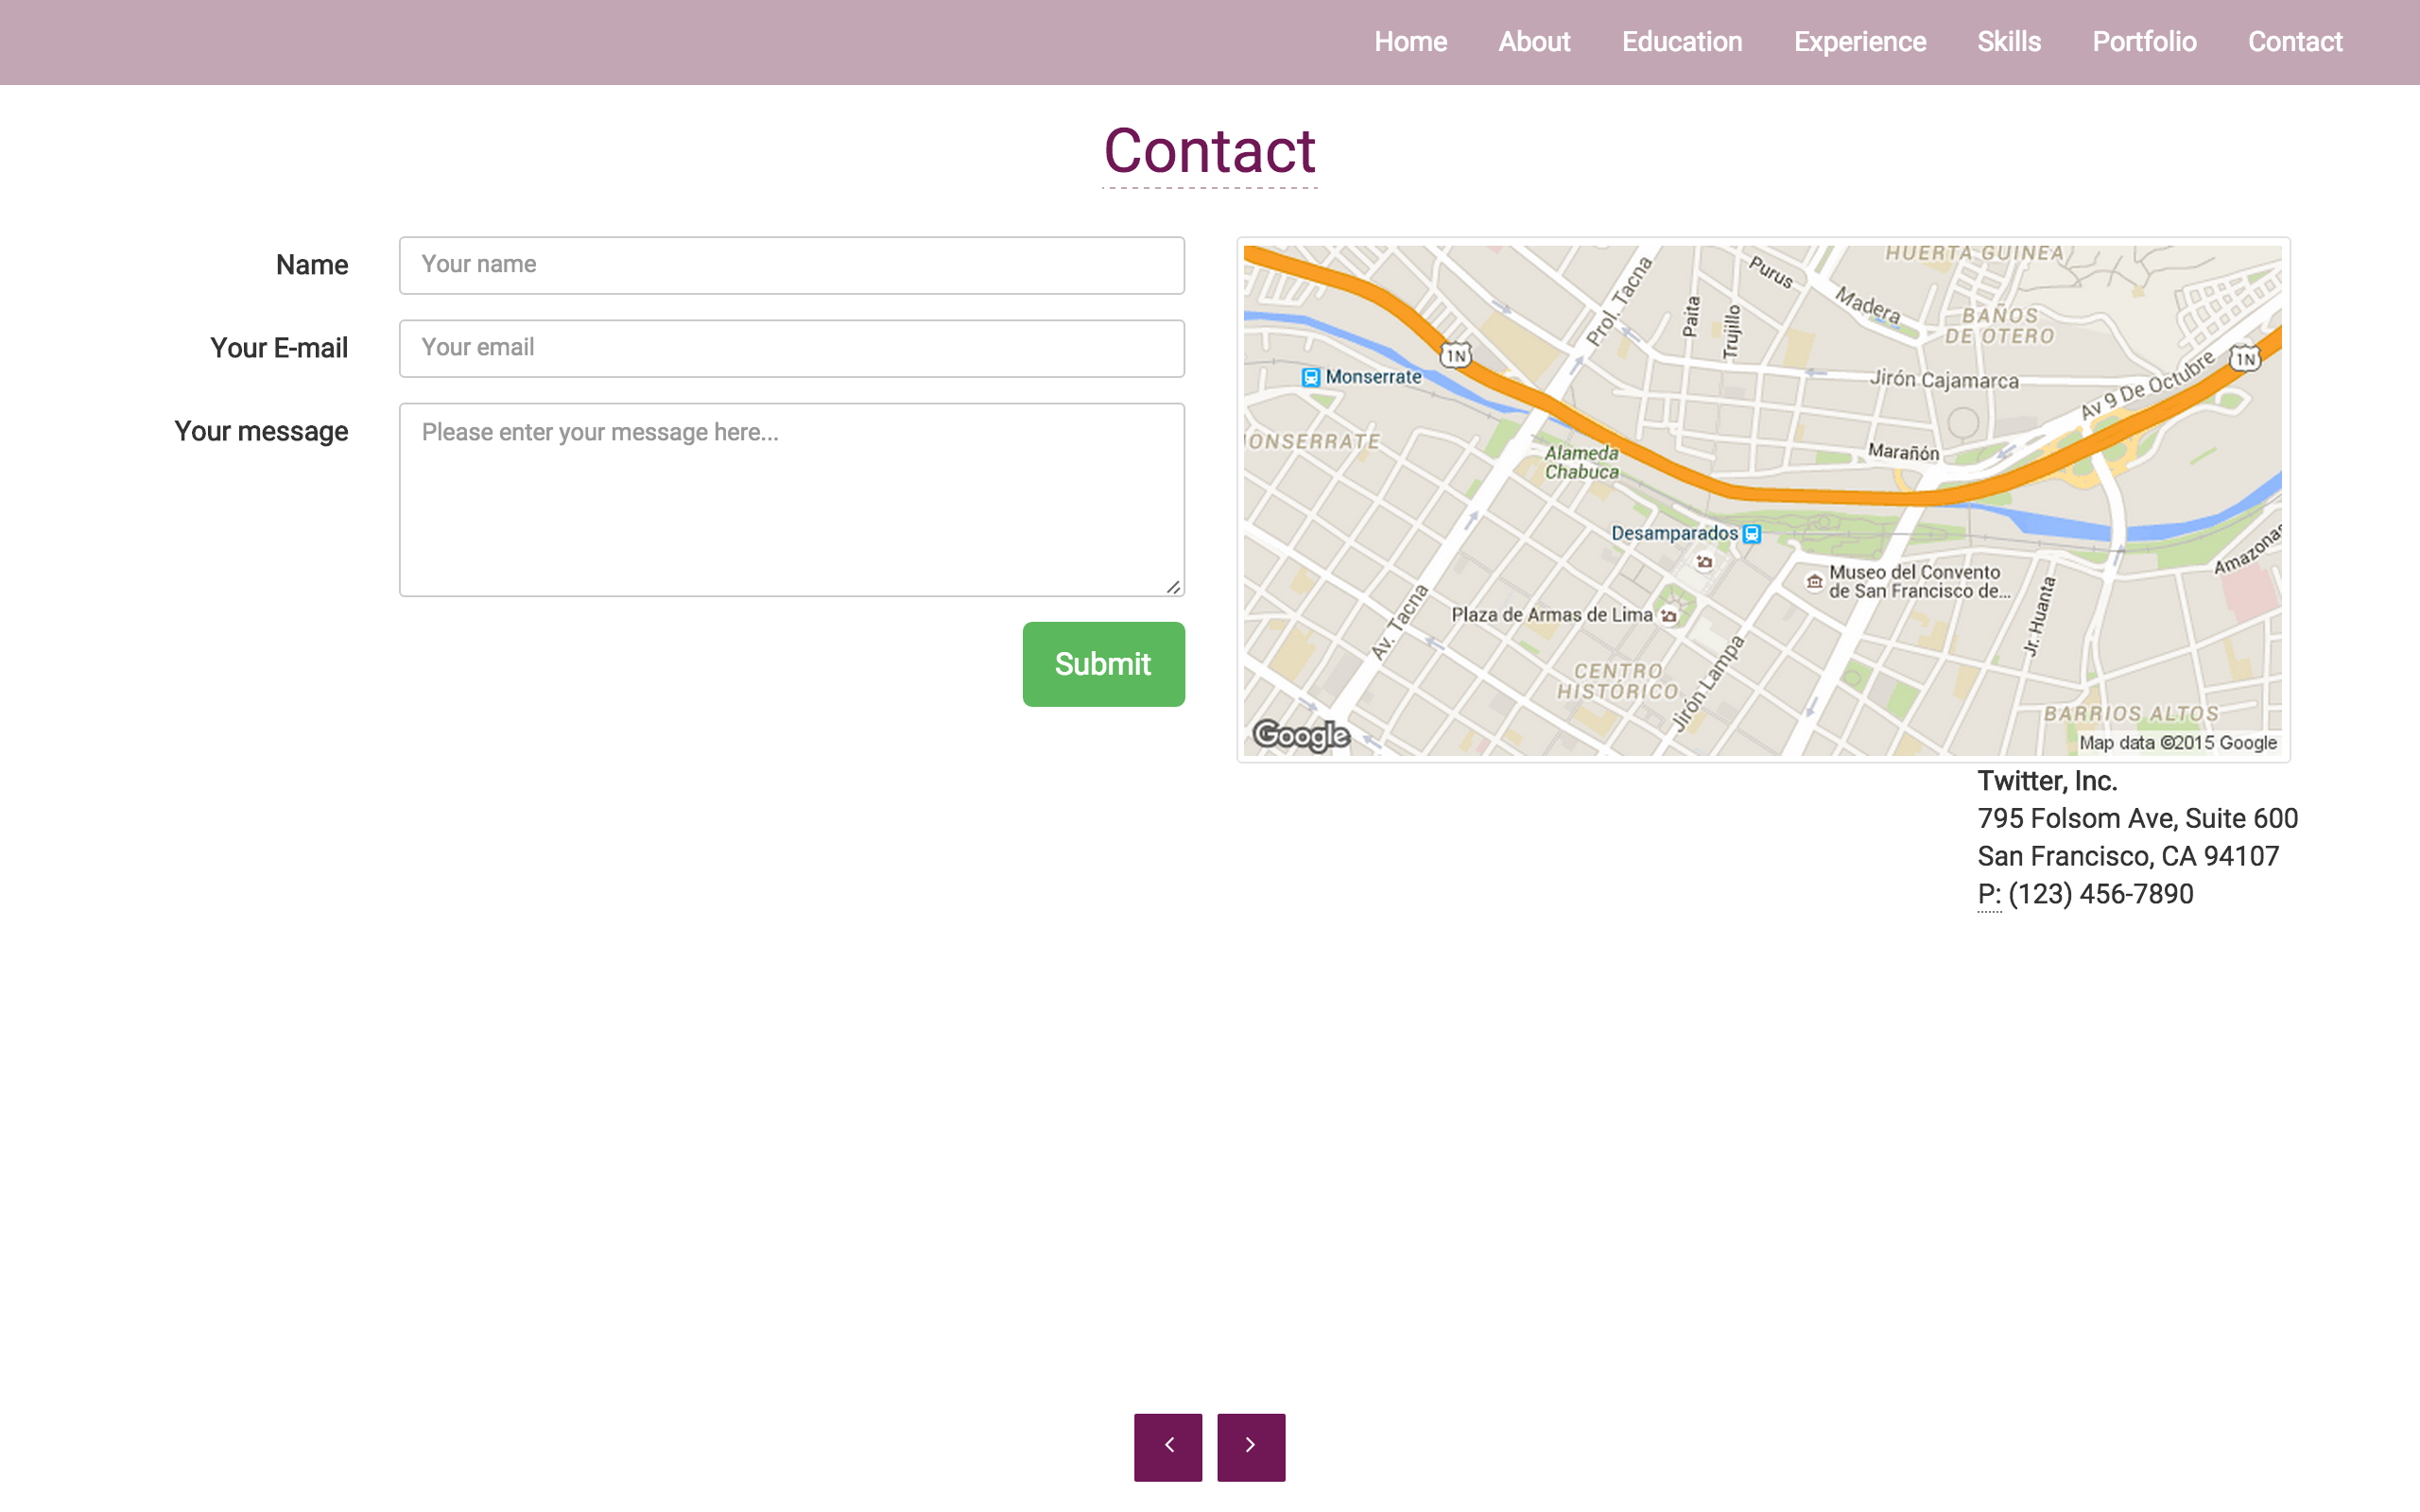 Home About Education Experience Skills Portfolio Contact
Contact
Name
Your name
Your E-mail
Your email
Your message
Please enter your message here...
Submit
HUERTA GUINEA
Purus
Prol. Tacna
Madera
Paita
Trujillo
BAÑOS
DE OTERO
1N
1N
Monserrate
Jirón Cajamarca
Av 9 De Octubre
ONSERRATE
Marañón
Alameda
Chabuca
Desamparados
Amazonas
Museo del Convento
de San Francisco de...
Plaza de Armas de Lima
Av. Tacna
Jr. Huanta
CENTRO
HISTÓRICO
Jirón Lampa
BARRIOS ALTOS
Google
Map data ©2015 Google
Twitter, Inc.
795 Folsom Ave, Suite 600
San Francisco, CA 94107
P: (123) 456-7890